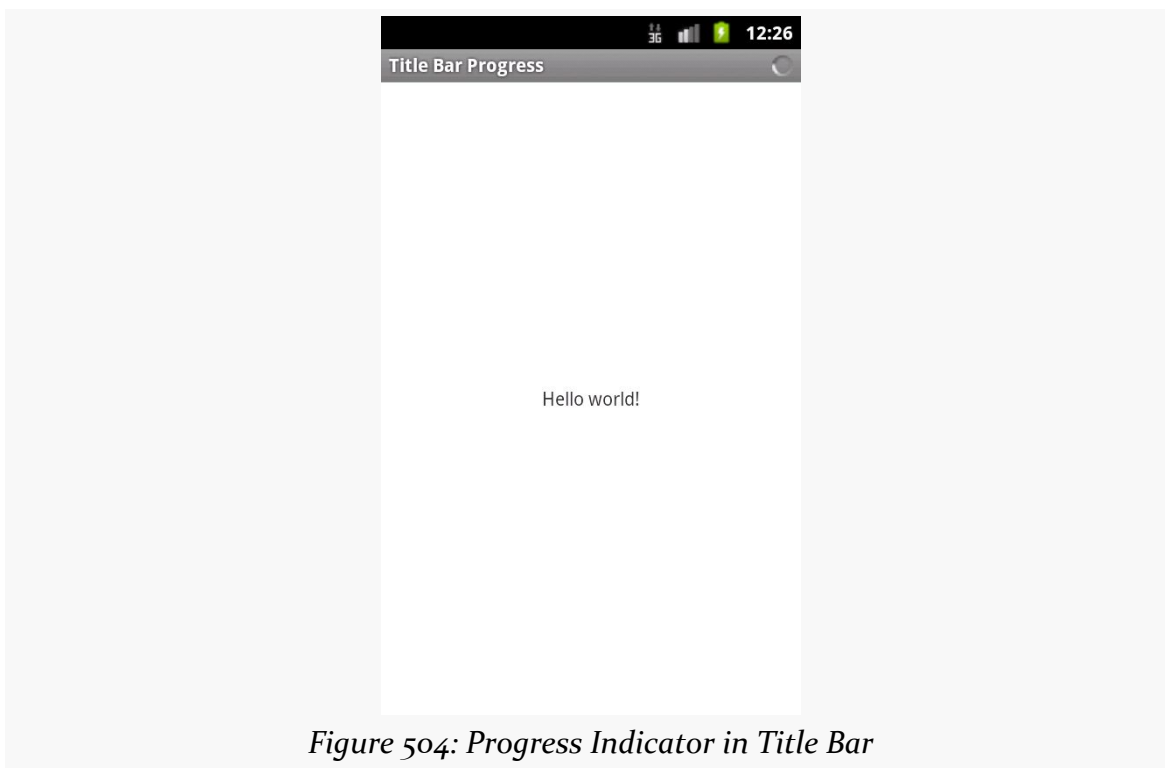 3G 12:26
Title Bar Progress
Hello world!
Figure 504: Progress Indicator in Title Bar